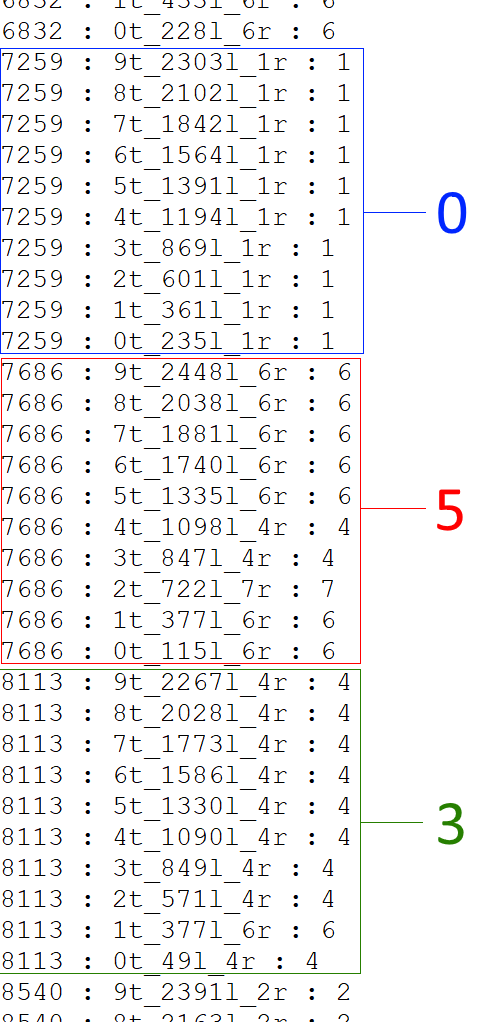 6832 : 1t_4551_6r : 6
6832 : 0t_228l_6r : 6
7259 : 9t_2303l_1r : 1
7259 : 8t_2102l_1r : 1
7259 : 7t_1842l_1r : 1
7259 : 6t_1564l_1r : 1
7259 : 5t_1391l_1r : 1
7259 : 4t_1194l_1r : 1
0
7259 : 3t_869l_1r : 1
7259 : 2t_601l_1r : 1
7259 : 1t_361l_1r : 1
7259 : 0t_235l_1r : 1
7686 : 9t_2448l_6r : 6
7686 : 8t_2038l_6r : 6
7686 : 7t_1881l_6r : 6
7686 : 6t_1740l_6r : 6
7686 : 5t_1335l_6r : 6
5
7686 : 4t_1098l_4r : 4
7686 : 3t_847l_4r : 4
7686 : 2t_722l_7r : 7
7686 : 1t_377l_6r : 6
7686 : 0t_115l_6r : 6
8113 : 9t_2267l_4r : 4
8113 : 8t_2028l_4r : 4
8113 : 7t_1773l_4r : 4
8113 : 6t_1586l_4r : 4
8113 : 5t_1330l_4r : 4
3
8113 : 4t_1090l_4r : 4
8113 : 3t_849l_4r : 4
8113 : 2t_571l_4r : 4
8113 : 1t_377l_6r : 6
8113 : 0t_49l_4r : 4
8540 : 9t_2391l_2r : 2